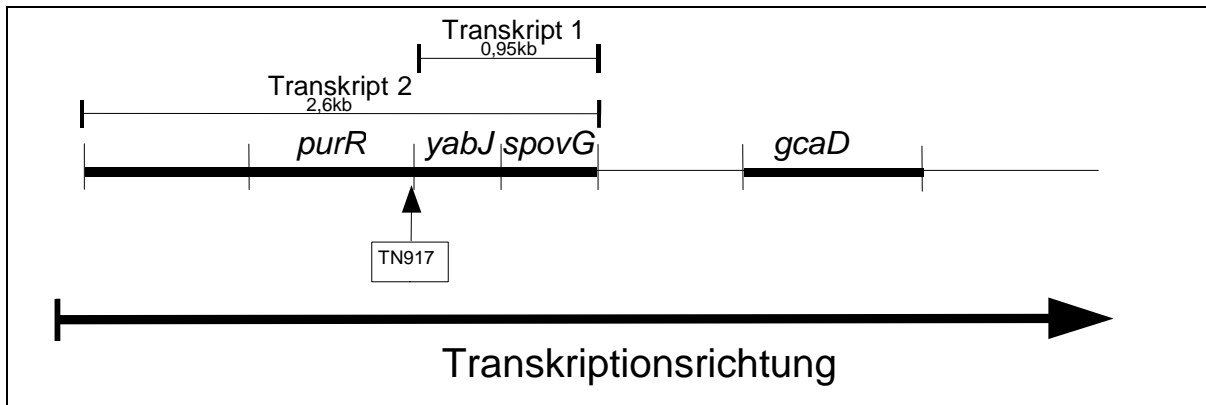 Transkript 1
0,95kb
Transkript 2
2,6kb
purR yabJ spovG gcaD
TN917
Transkriptionsrichtung